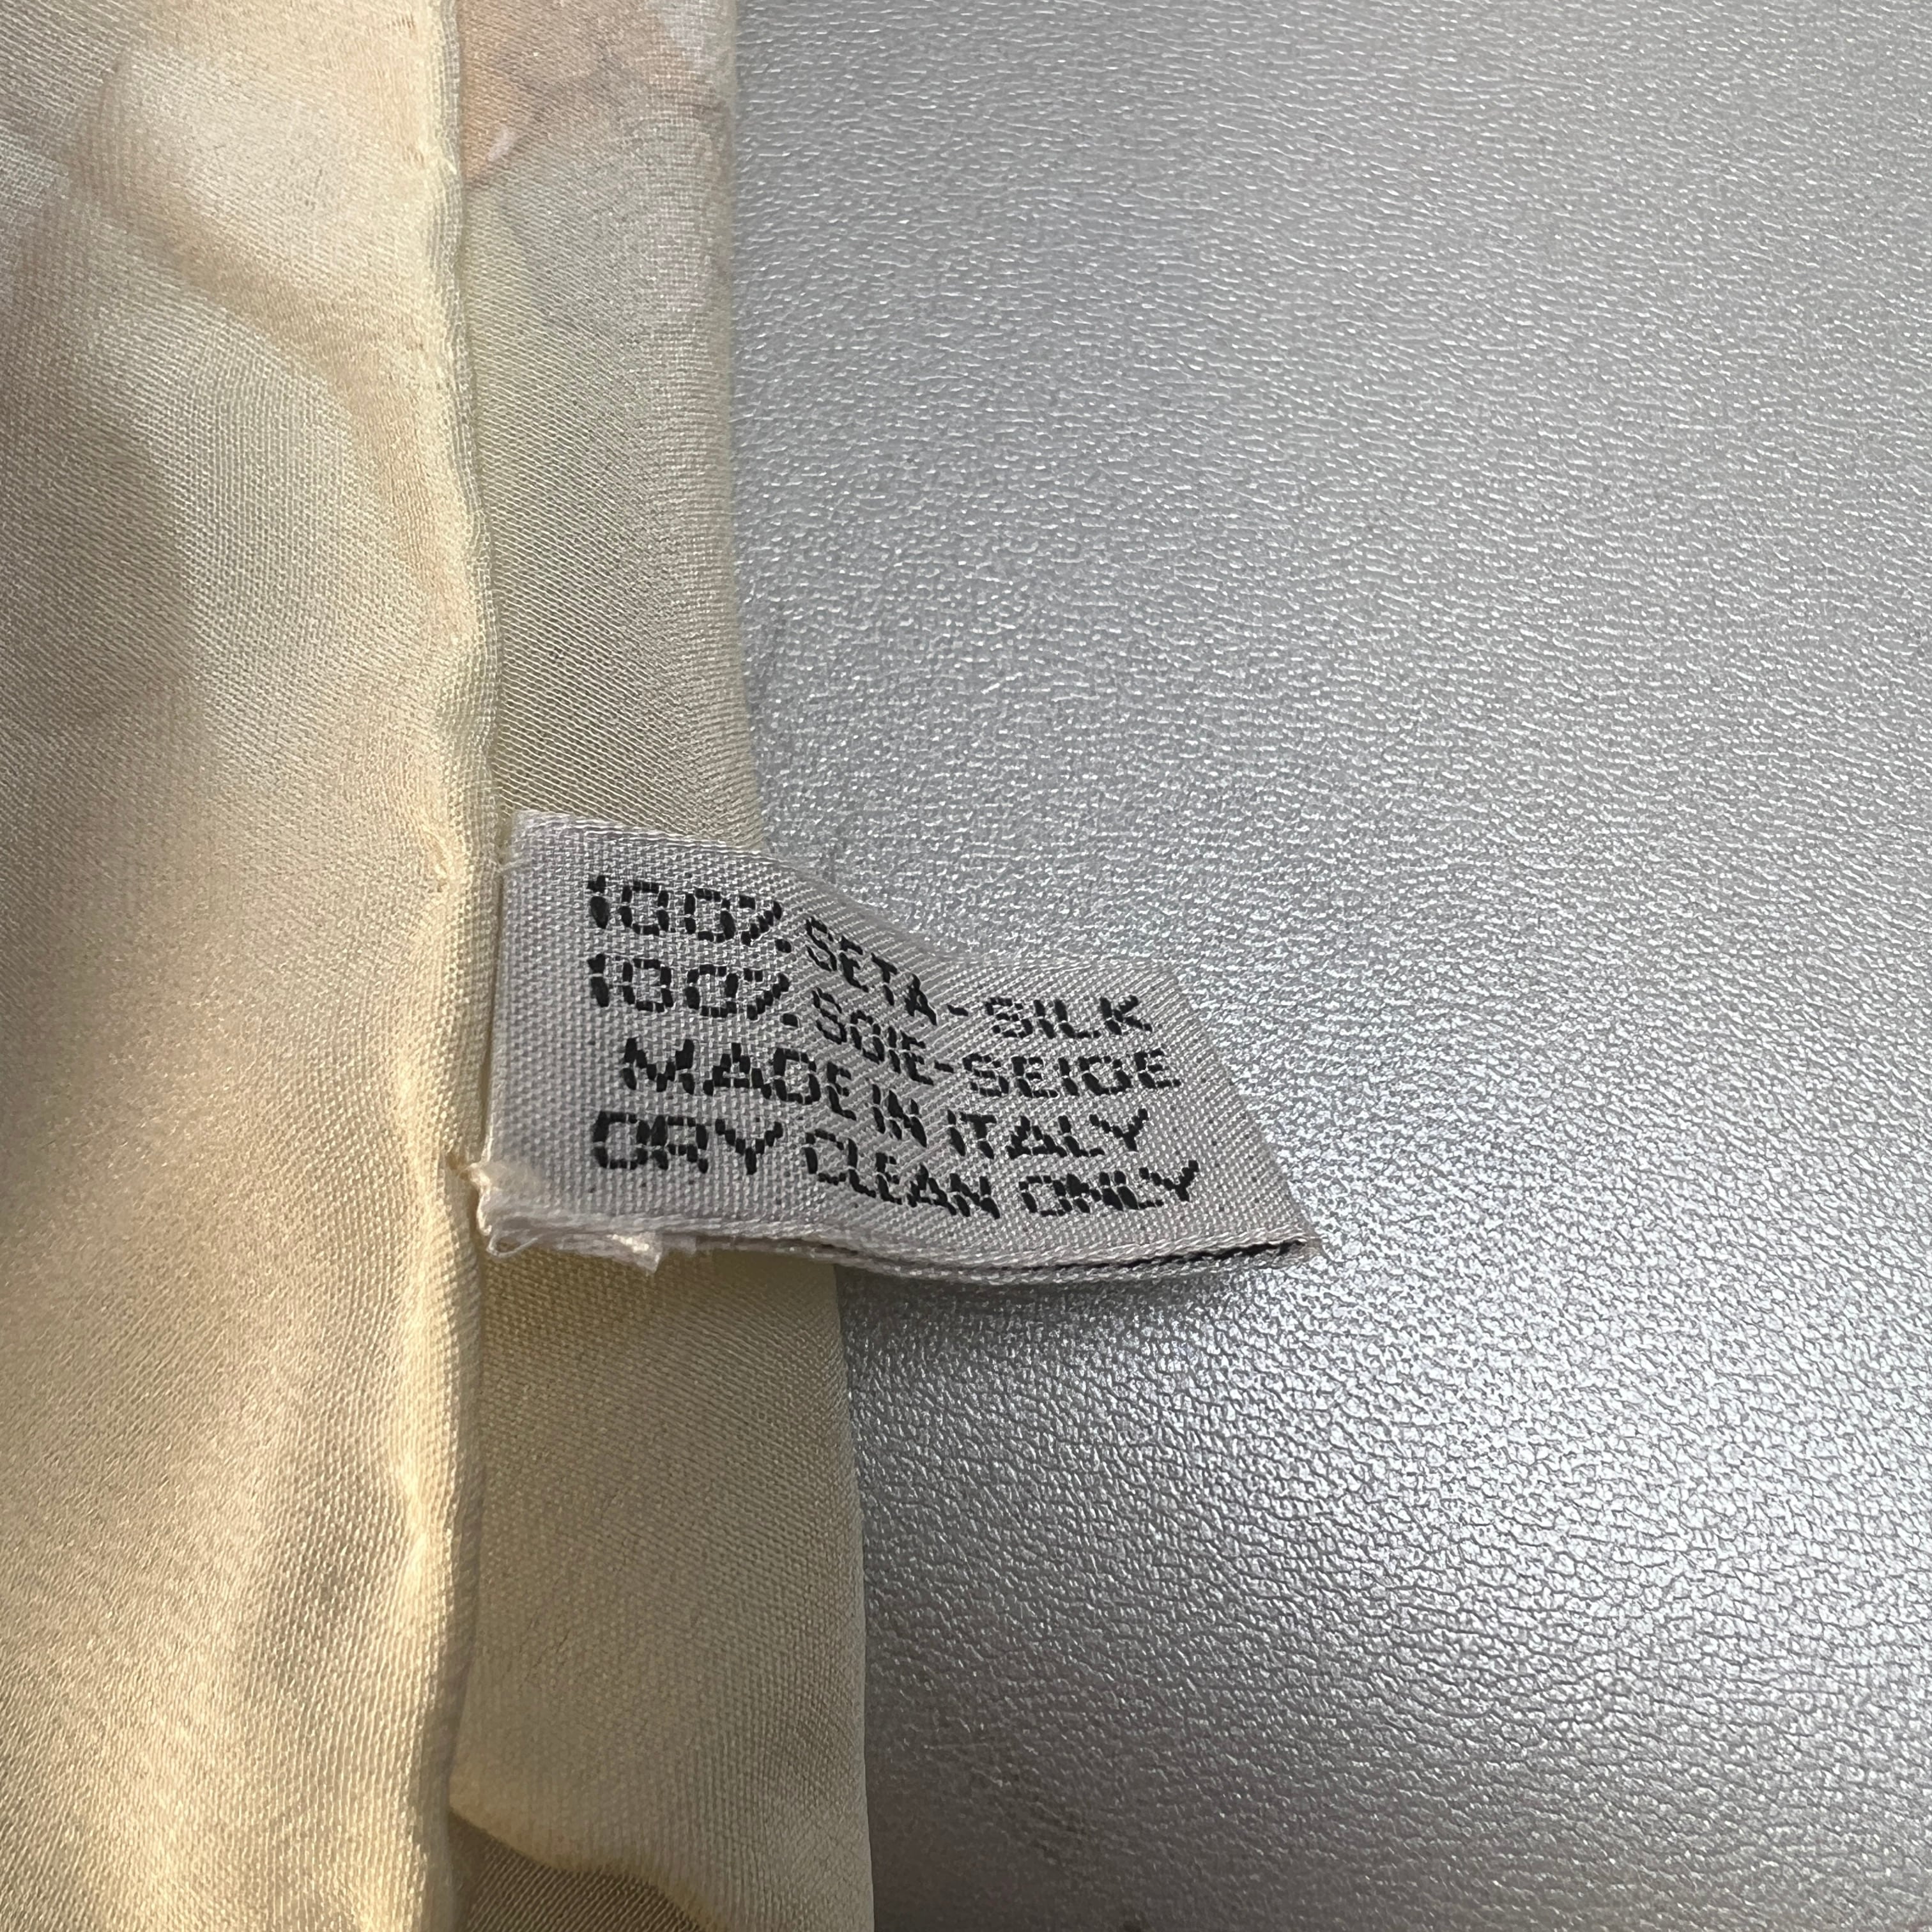 100% SETA - SILK
100% SOIE-SEIDE
MADE IN ITALY
DRY CLEAN ONLY